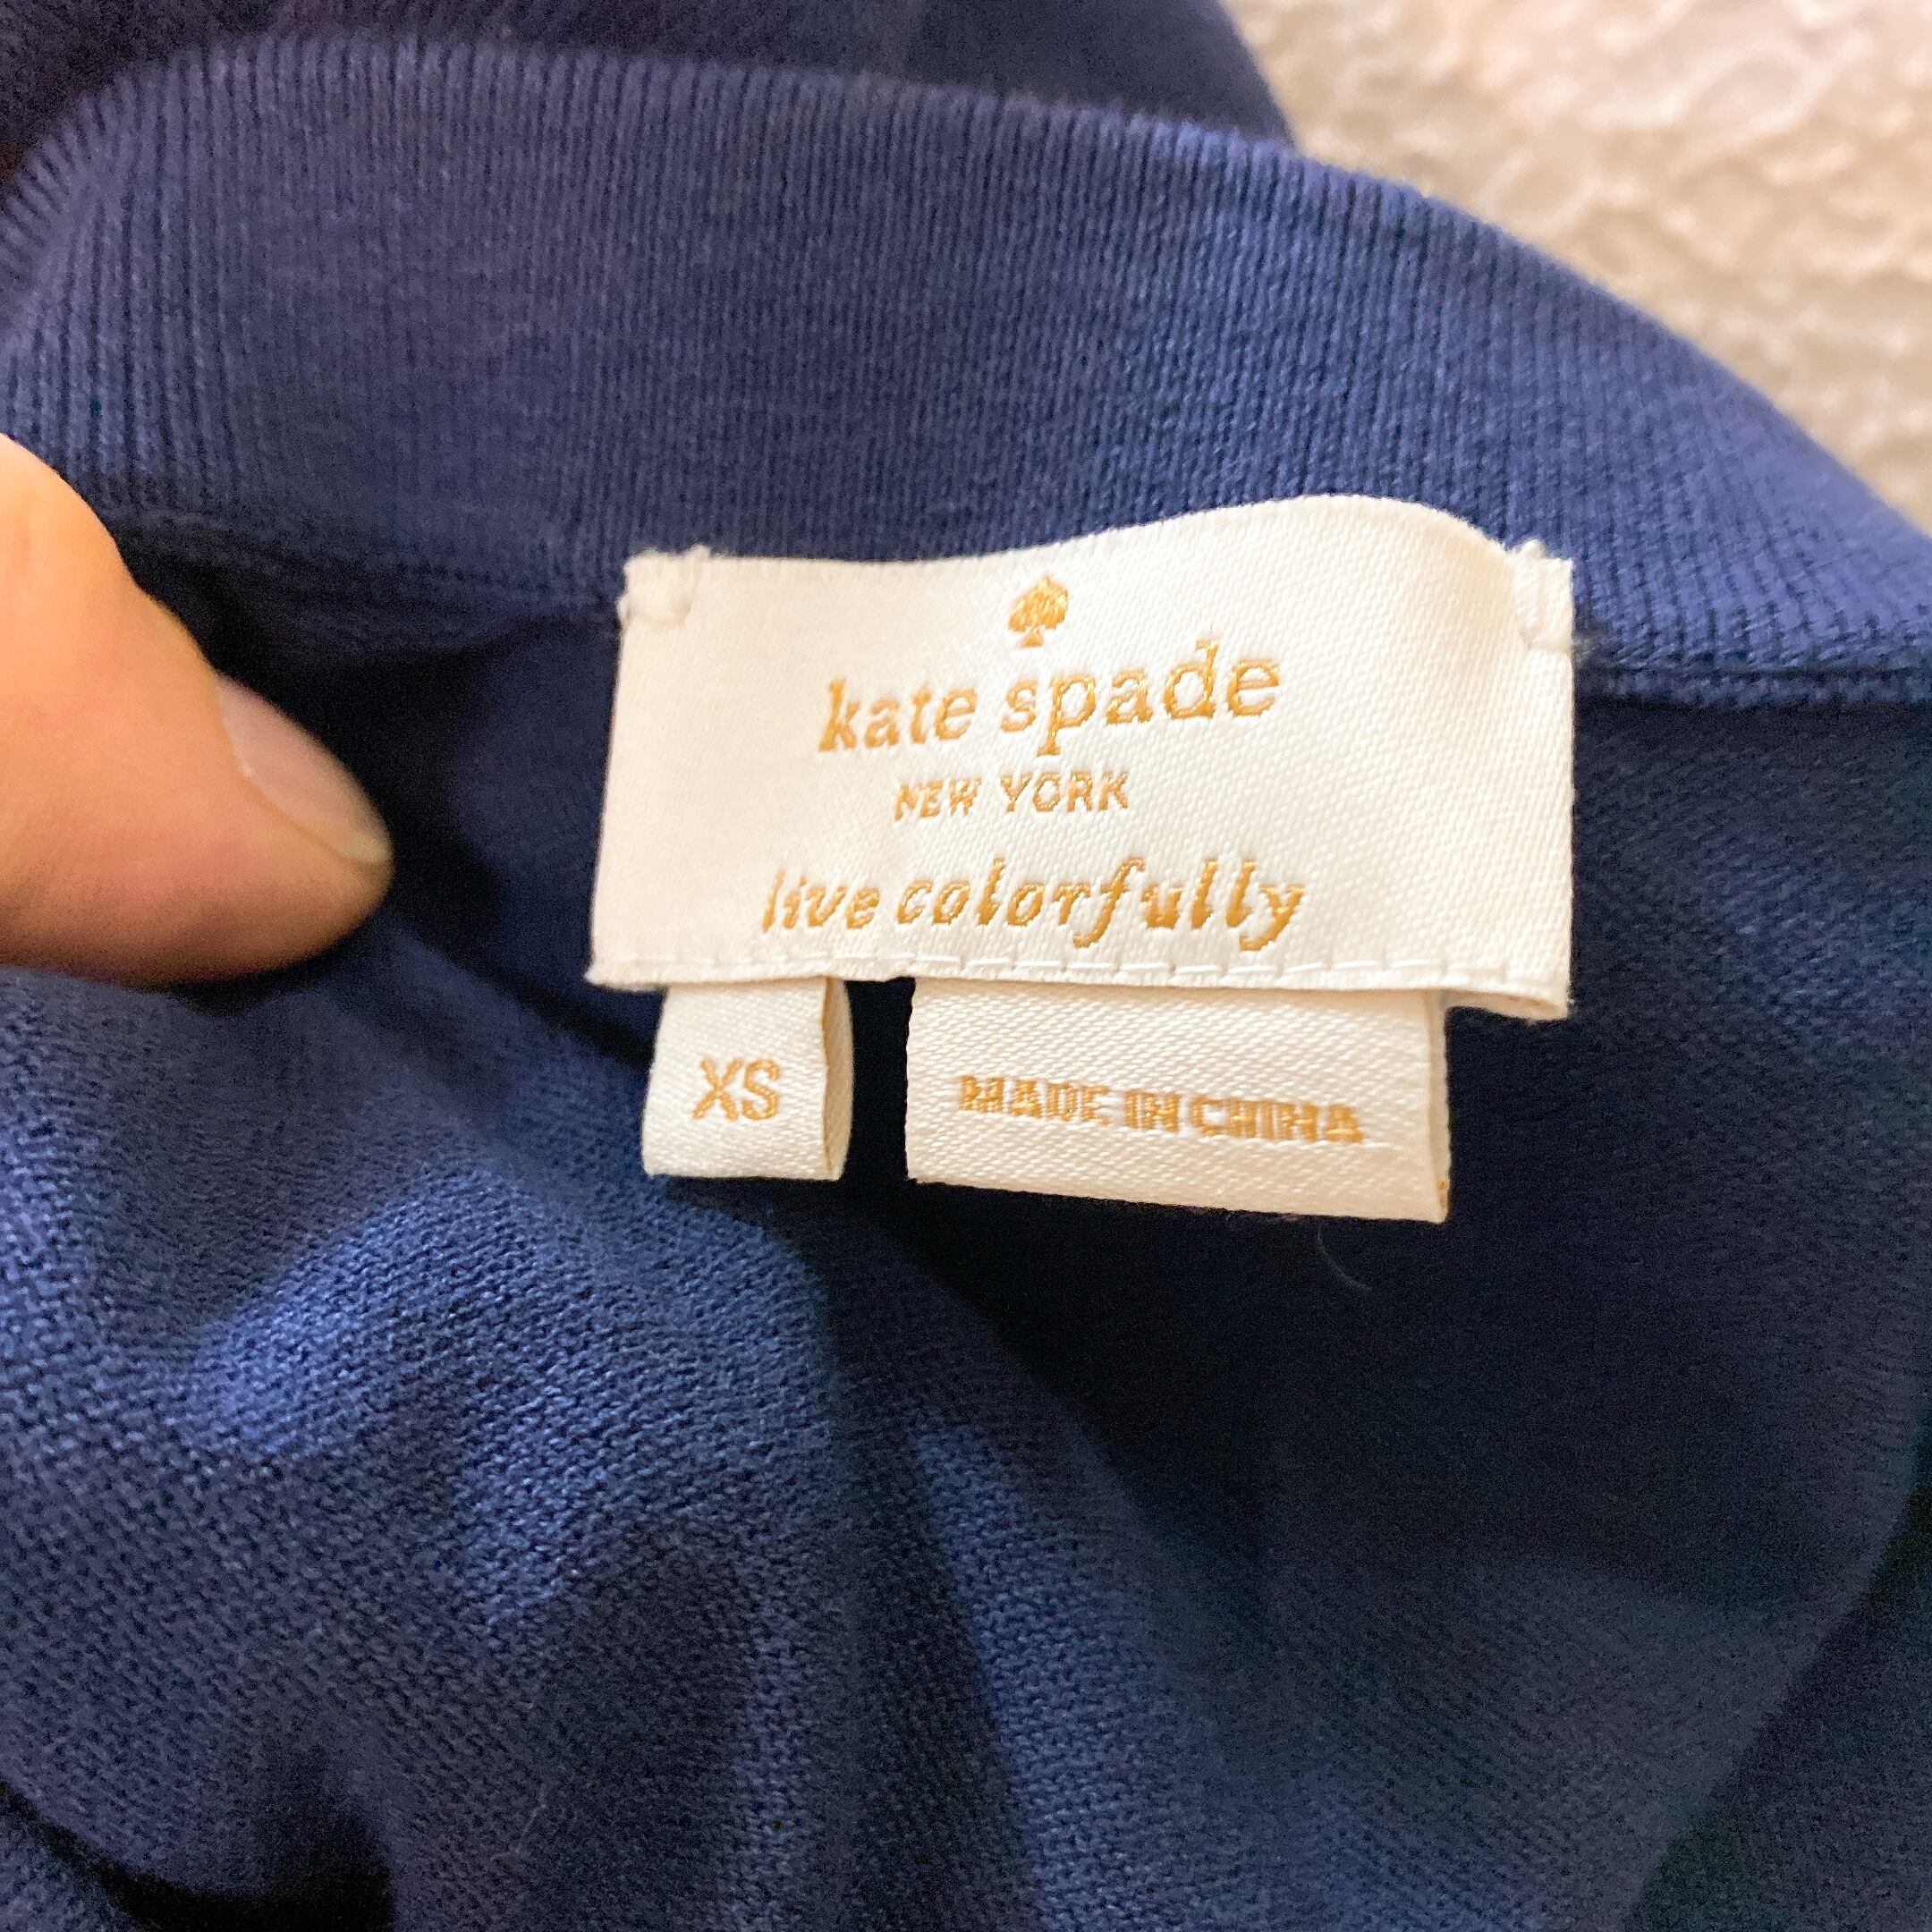 kate spade
NEW YORK
live colorfully
XS
MADE IN CHINA